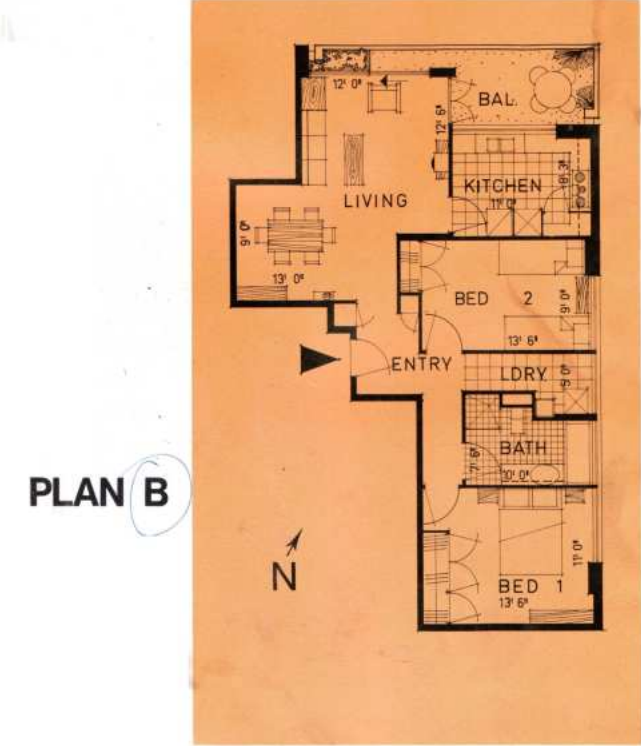 12' 0"
BAL.
12' 6"
KITCHEN
11' 0"
8' 3"
LIVING
9' 0"
13' 0"
BED 2
9' 0"
13' 6"
ENTRY
LDRY.
5' 0"
BATH
7' 6"
10' 0"
PLAN B
N
11' 0"
BED 1
13' 6"